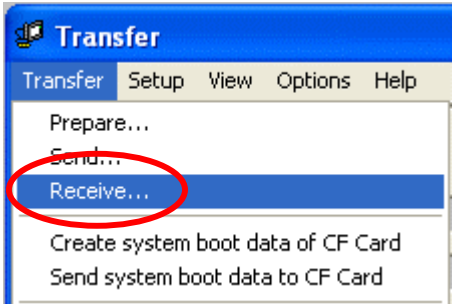 Transfer
Transfer Setup View Options Help
Prepare...
Send...
Receive...
Create system boot data of CF Card
Send system boot data to CF Card